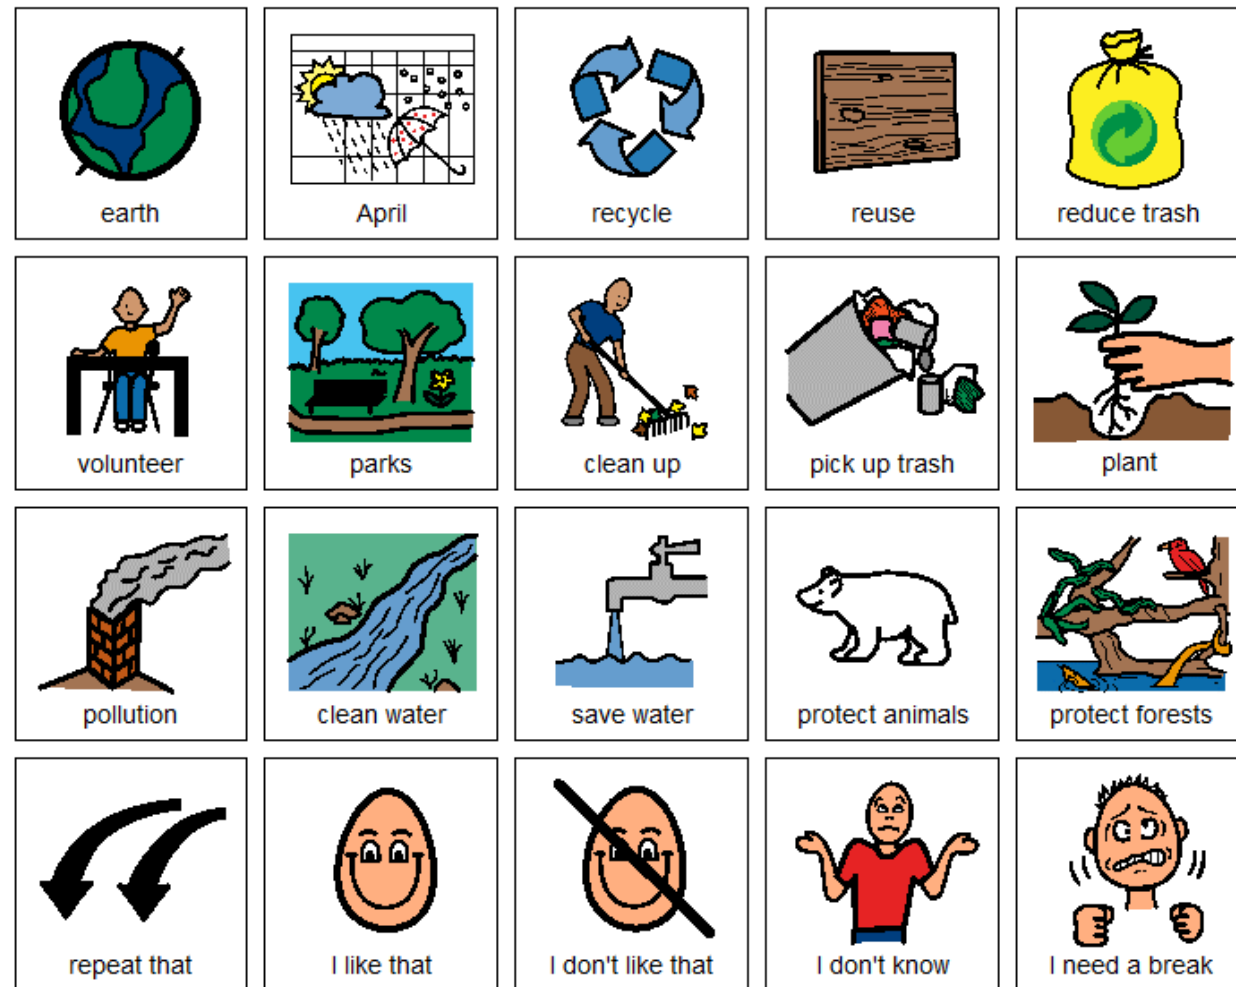 earth
April
recycle
reuse
reduce trash
volunteer
parks
clean up
pick up trash
plant
pollution
clean water
save water
protect animals
protect forests
repeat that
I like that
I don't like that
I don't know
I need a break